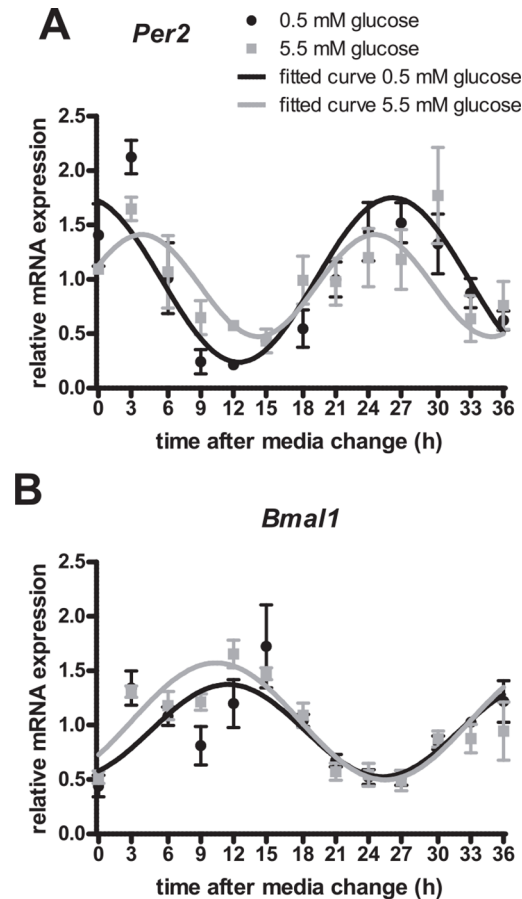 A
Per2
0.5 mM glucose
5.5 mM glucose
fitted curve 0.5 mM glucose
fitted curve 5.5 mM glucose
relative mRNA expression
2.5
2.0
1.5
1.0
0.5
0.0
0 3 6 9 12 15 18 21 24 27 30 33 36
time after media change (h)
B
Bmal1
relative mRNA expression
2.5
2.0
1.5
1.0
0.5
0.0
0 3 6 9 12 15 18 21 24 27 30 33 36
time after media change (h)